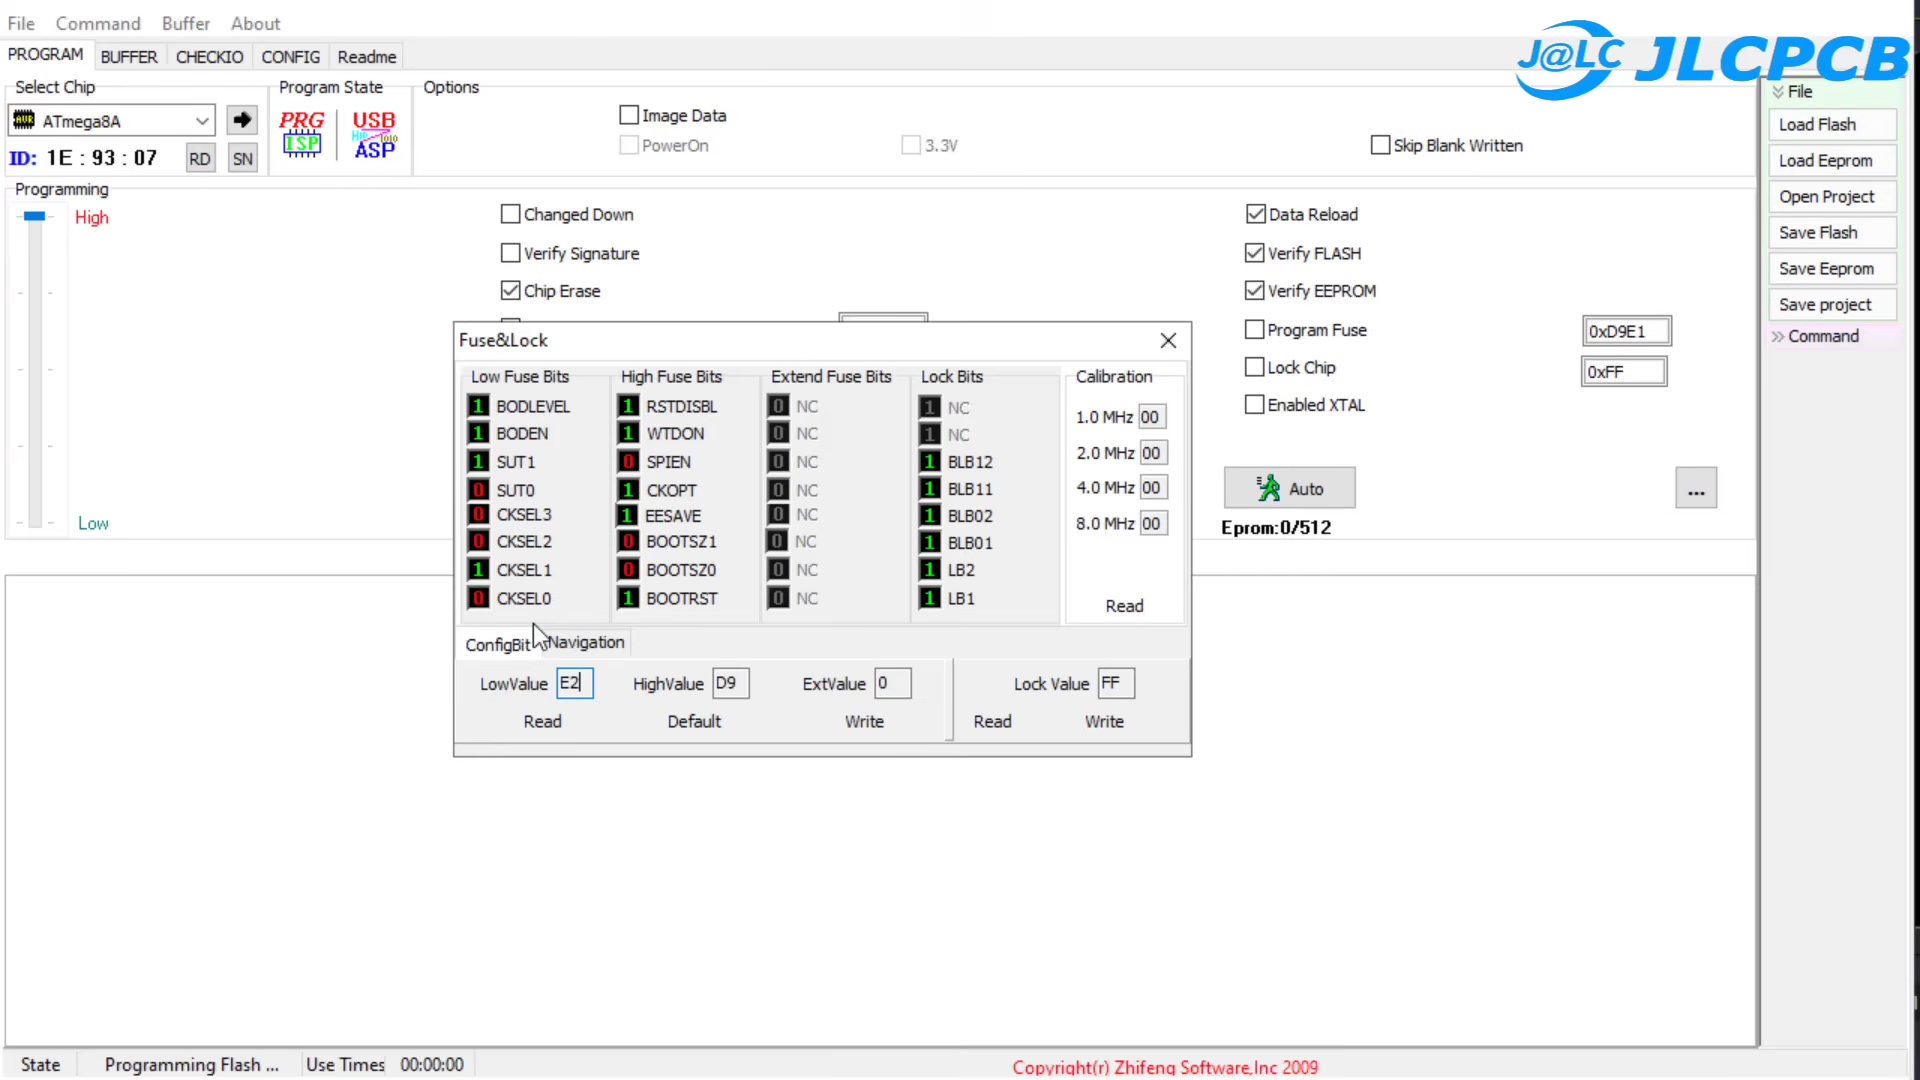 File Command Buffer About
J@LC JLCPCB
PROGRAM BUFFER CHECKIO CONFIG Readme
Select Chip Program State Options
File
ATmega8A
PRG ISP
USB ASP
Image Data
Load Flash
ID: 1E : 93 : 07 RD SN
PowerOn 3.3V Skip Blank Written
Load Eeprom
Programming
Open Project
High
Changed Down Data Reload
Save Flash
Verify Signature Verify FLASH
Save Eeprom
Chip Erase Verify EEPROM
Save project
Program Fuse 0xD9E1
Command
Lock Chip 0xFF
Enabled XTAL
Auto ...
Low
Eprom:0/512
Fuse&Lock
Low Fuse Bits High Fuse Bits Extend Fuse Bits Lock Bits Calibration
1 BODLEVEL 1 RSTDISBL 0 NC 1 NC 1.0 MHz 00
1 BODEN 1 WTDON 0 NC 1 NC
1 SUT1 0 SPIEN 0 NC 1 BLB12 2.0 MHz 00
0 SUT0 1 CKOPT 0 NC 1 BLB11 4.0 MHz 00
0 CKSEL3 1 EESAVE 0 NC 1 BLB02 8.0 MHz 00
0 CKSEL2 0 BOOTSZ1 0 NC 1 BLB01
1 CKSEL1 0 BOOTSZ0 0 NC 1 LB2
0 CKSEL0 1 BOOTRST 0 NC 1 LB1 Read
ConfigBit Navigation
LowValue E2 HighValue D9 ExtValue 0 Lock Value FF
Read Default Write Read Write
State Programming Flash ... Use Times 00:00:00 Copyright(r) Zhifeng Software,Inc 2009